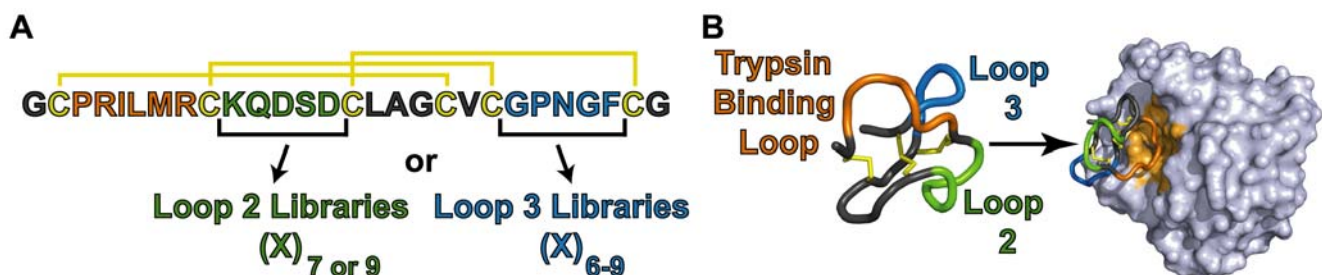 A
GCPRILMRCKQDSDCLAGCVCGPNGFCG
or
Loop 2 Libraries
(X)7 or 9
Loop 3 Libraries
(X)6-9
B
Trypsin
Binding
Loop
Loop
3
Loop
2